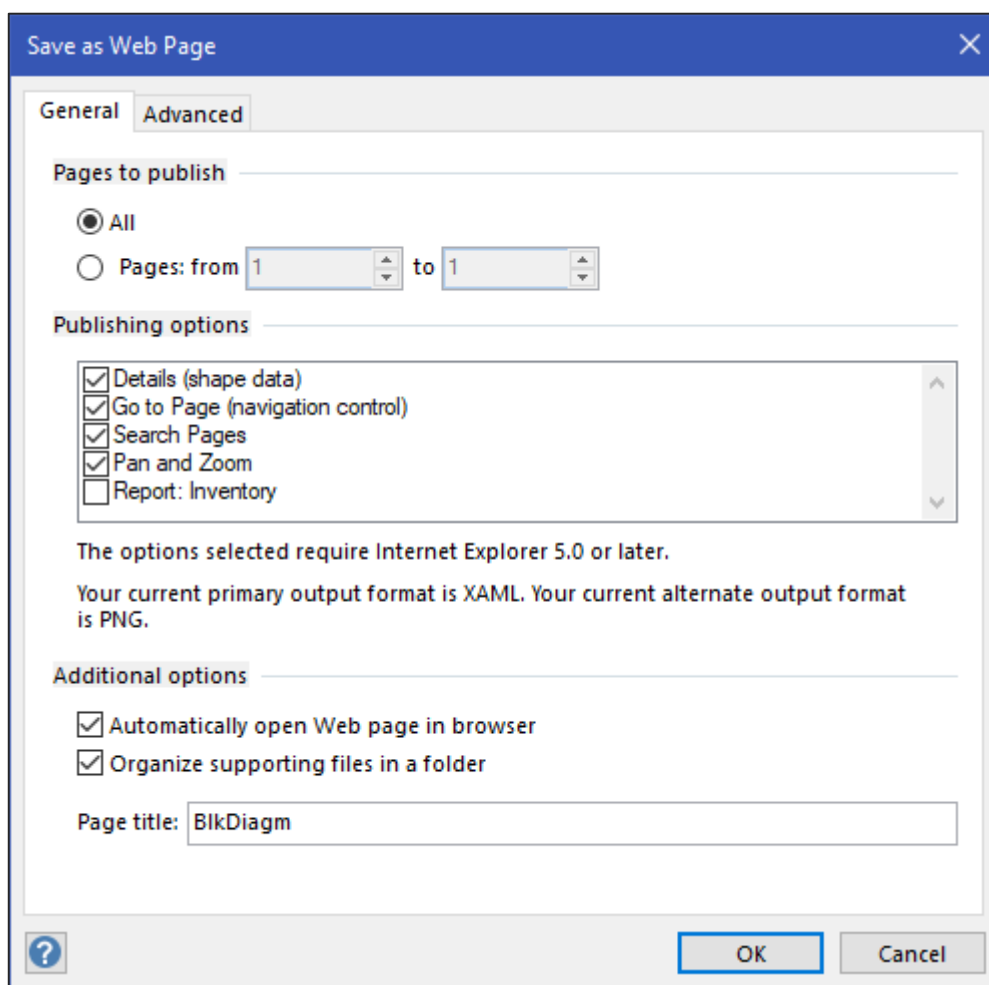 Save as Web Page
General Advanced
Pages to publish
All
Pages: from 1 to 1
Publishing options
Details (shape data)
Go to Page (navigation control)
Search Pages
Pan and Zoom
Report: Inventory
The options selected require Internet Explorer 5.0 or later.
Your current primary output format is XAML. Your current alternate output format
is PNG.
Additional options
Automatically open Web page in browser
Organize supporting files in a folder
Page title: BlkDiagm
? OK Cancel